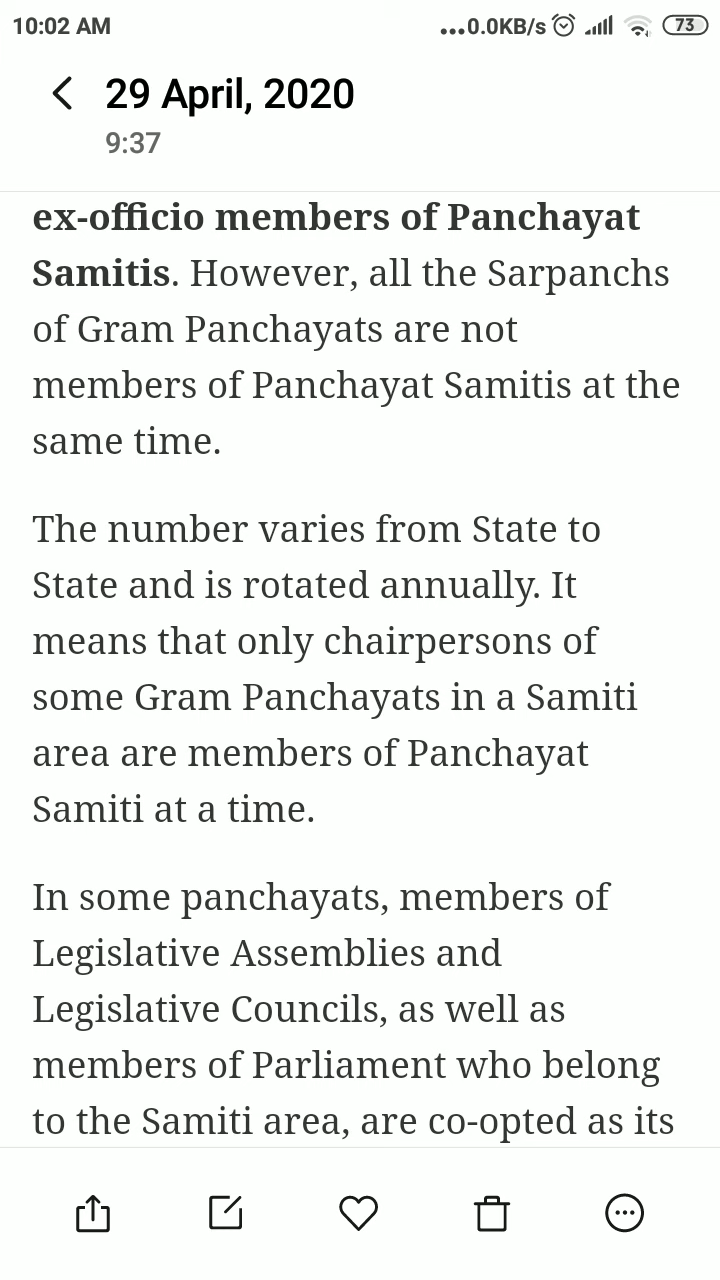 10:02 AM ...0.0KB/s 73
29 April, 2020
9:37
ex-officio members of Panchayat
Samitis. However, all the Sarpanchs
of Gram Panchayats are not
members of Panchayat Samitis at the
same time.
The number varies from State to
State and is rotated annually. It
means that only chairpersons of
some Gram Panchayats in a Samiti
area are members of Panchayat
Samiti at a time.
In some panchayats, members of
Legislative Assemblies and
Legislative Councils, as well as
members of Parliament who belong
to the Samiti area, are co-opted as its